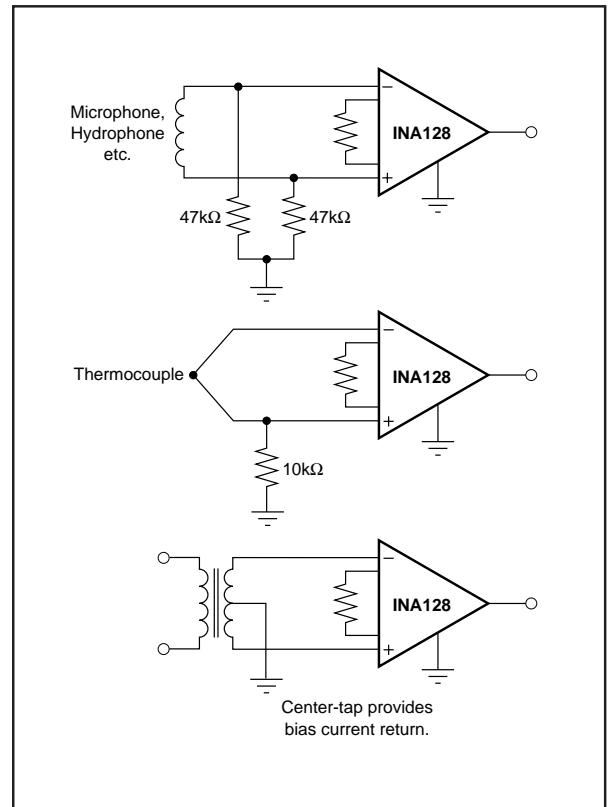 Microphone,
Hydrophone
etc.
−
INA128
+
47kΩ 47kΩ
−
Thermocouple INA128
+
10kΩ
−
INA128
+
Center-tap provides
bias current return.